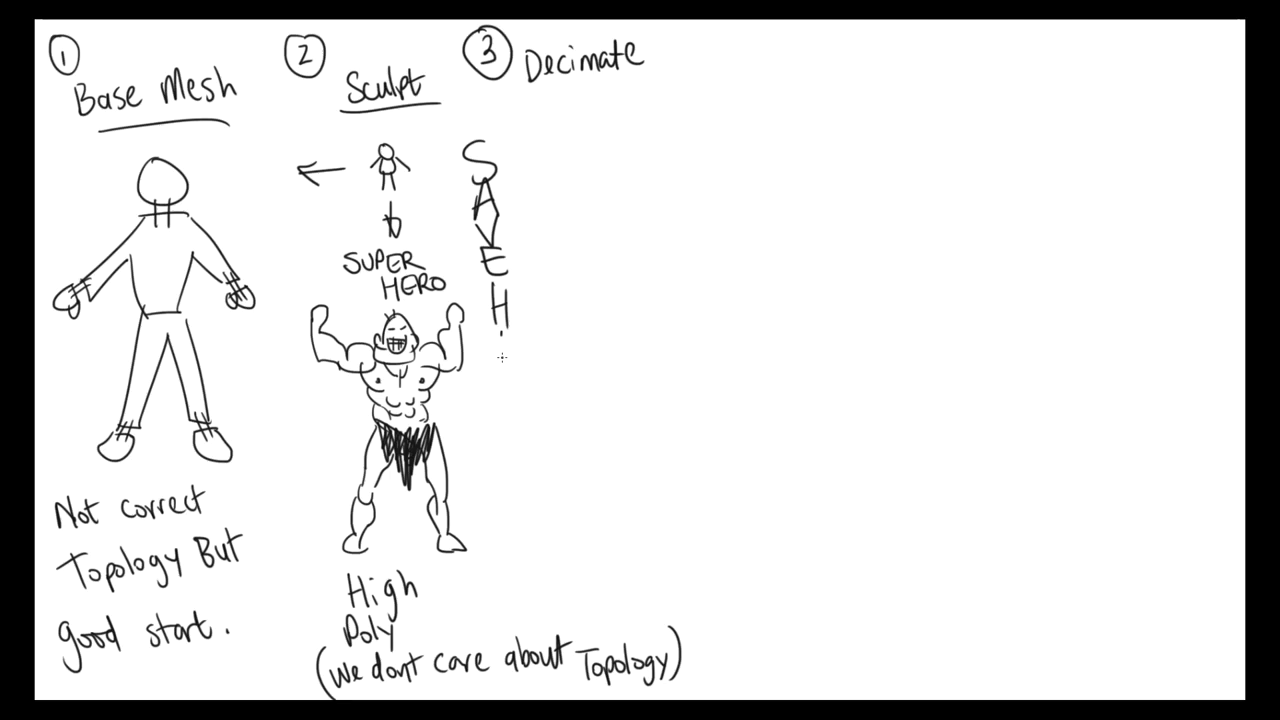 1
Base Mesh
Not correct
Topology But
good start.
2
Sculpt
SUPER
HERO
High
Poly
(we dont care about Topology)
3 Decimate
SAVE H.